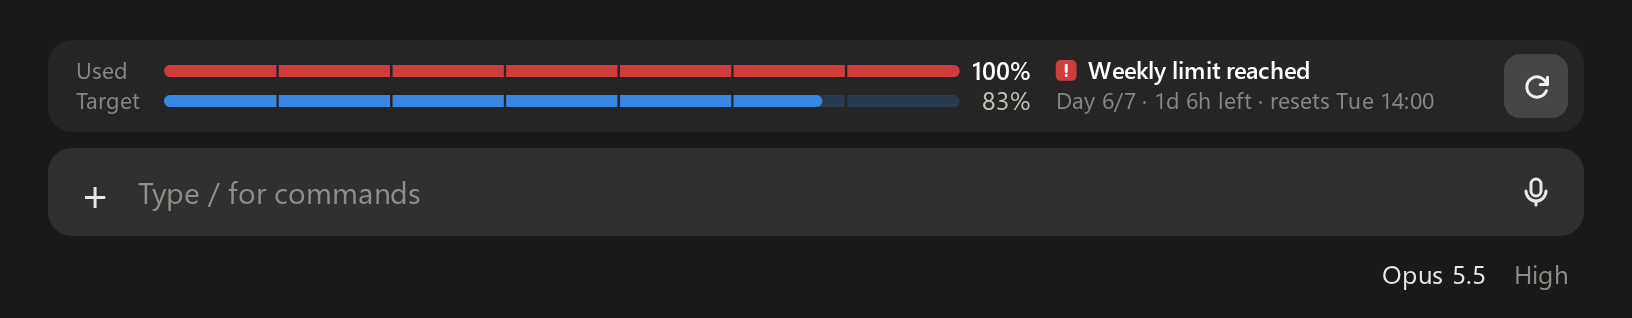 Used 100% ! Weekly limit reached
Target 83% Day 6/7 · 1d 6h left · resets Tue 14:00
+ Type / for commands
Opus 5.5 High